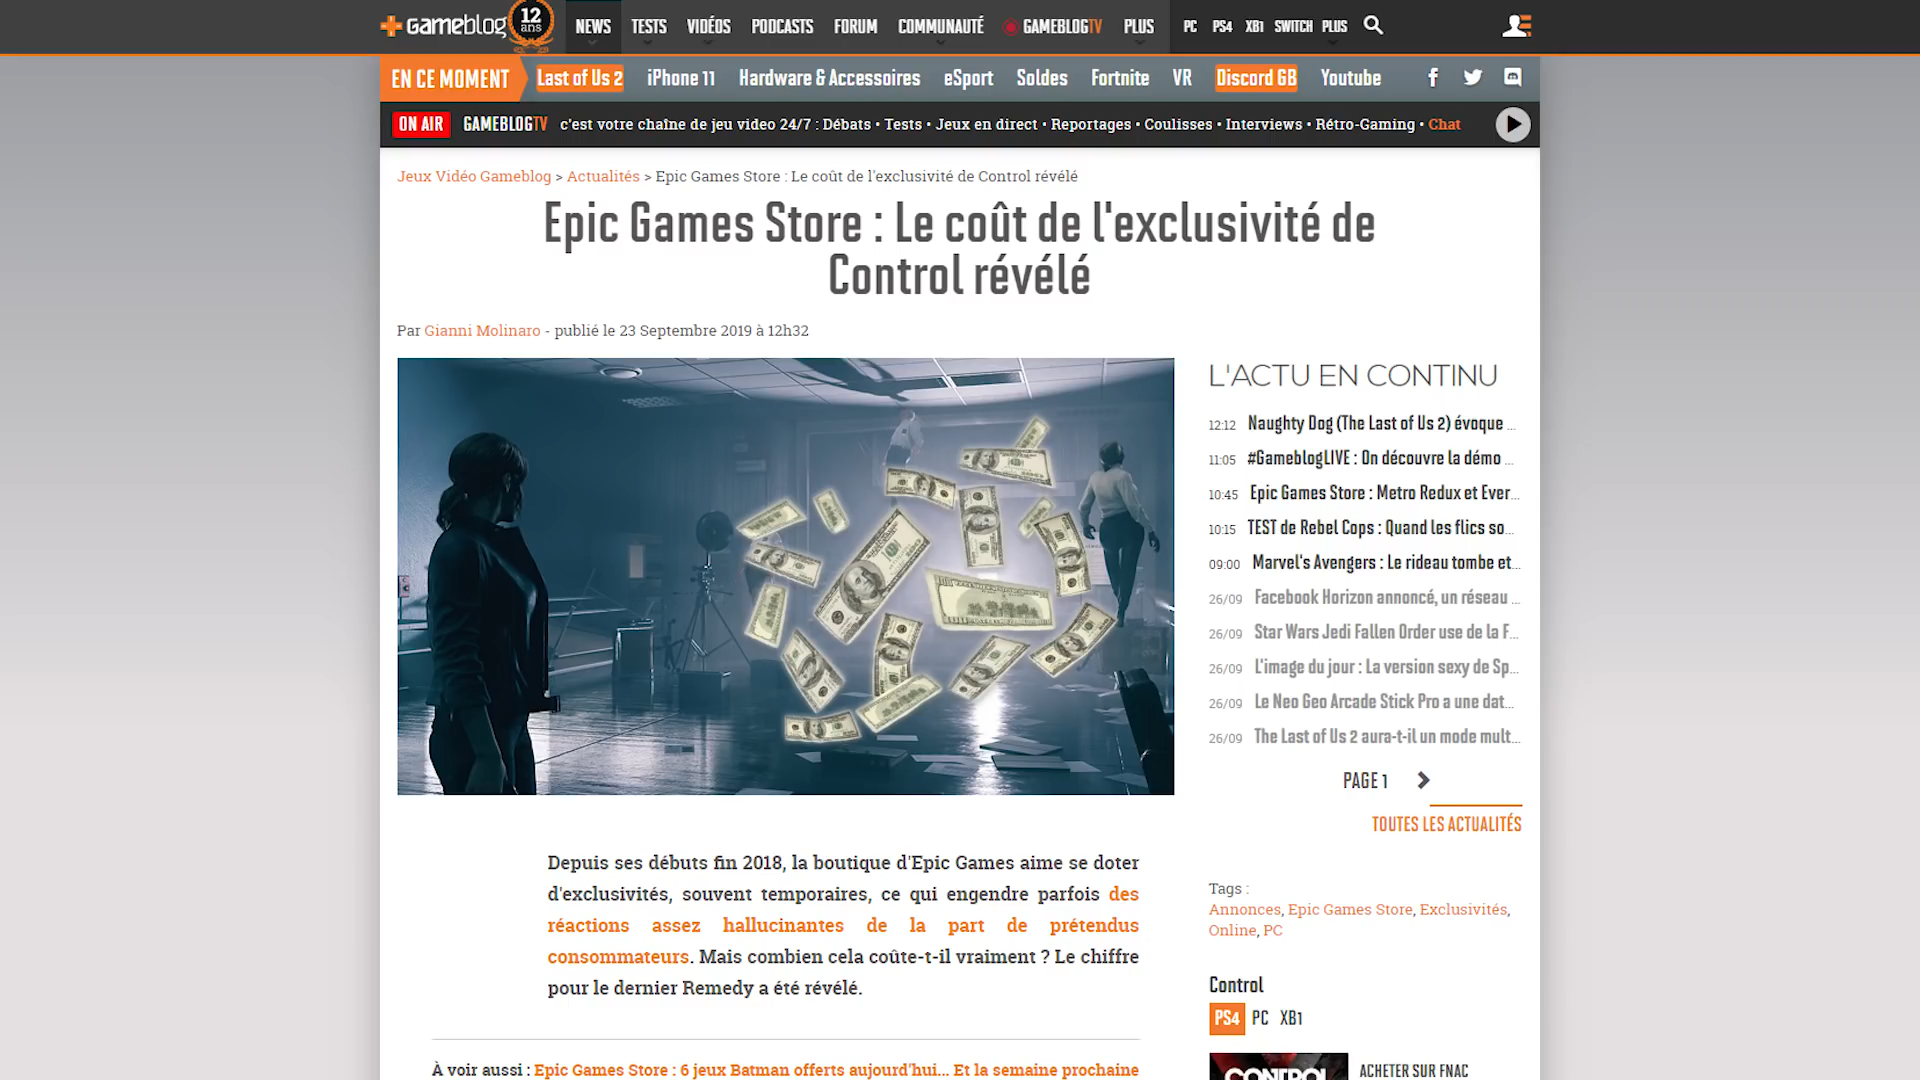 gameblog 12 ans NEWS TESTS VIDÉOS PODCASTS FORUM COMMUNAUTÉ GAMEBLOGTV PLUS PC PS4 XB1 SWITCH PLUS
EN CE MOMENT Last of Us 2 iPhone 11 Hardware & Accessoires eSport Soldes Fortnite VR Discord GB Youtube
ON AIR GAMEBLOGTV c'est votre chaîne de jeu video 24/7 : Débats • Tests • Jeux en direct • Reportages • Coulisses • Interviews • Rétro-Gaming • Chat
Jeux Vidéo Gameblog > Actualités > Epic Games Store : Le coût de l'exclusivité de Control révélé
Epic Games Store : Le coût de l'exclusivité de
Control révélé
Par Gianni Molinaro - publié le 23 Septembre 2019 à 12h32
Depuis ses débuts fin 2018, la boutique d'Epic Games aime se doter
d'exclusivités, souvent temporaires, ce qui engendre parfois des
réactions assez hallucinantes de la part de prétendus
consommateurs. Mais combien cela coûte-t-il vraiment ? Le chiffre
pour le dernier Remedy a été révélé.
À voir aussi : Epic Games Store : 6 jeux Batman offerts aujourd'hui... Et la semaine prochaine
L'ACTU EN CONTINU
12:12 Naughty Dog (The Last of Us 2) évoque ...
11:05 #GameblogLIVE : On découvre la démo ...
10:45 Epic Games Store : Metro Redux et Ever...
10:15 TEST de Rebel Cops : Quand les flics so...
09:00 Marvel's Avengers : Le rideau tombe et...
26/09 Facebook Horizon annoncé, un réseau ...
26/09 Star Wars Jedi Fallen Order use de la F...
26/09 L'image du jour : La version sexy de Sp...
26/09 Le Neo Geo Arcade Stick Pro a une dat...
26/09 The Last of Us 2 aura-t-il un mode mult...
PAGE 1
TOUTES LES ACTUALITÉS
Tags :
Annonces, Epic Games Store, Exclusivités,
Online, PC
Control
PS4 PC XB1
CONTROL
ACHETER SUR FNAC